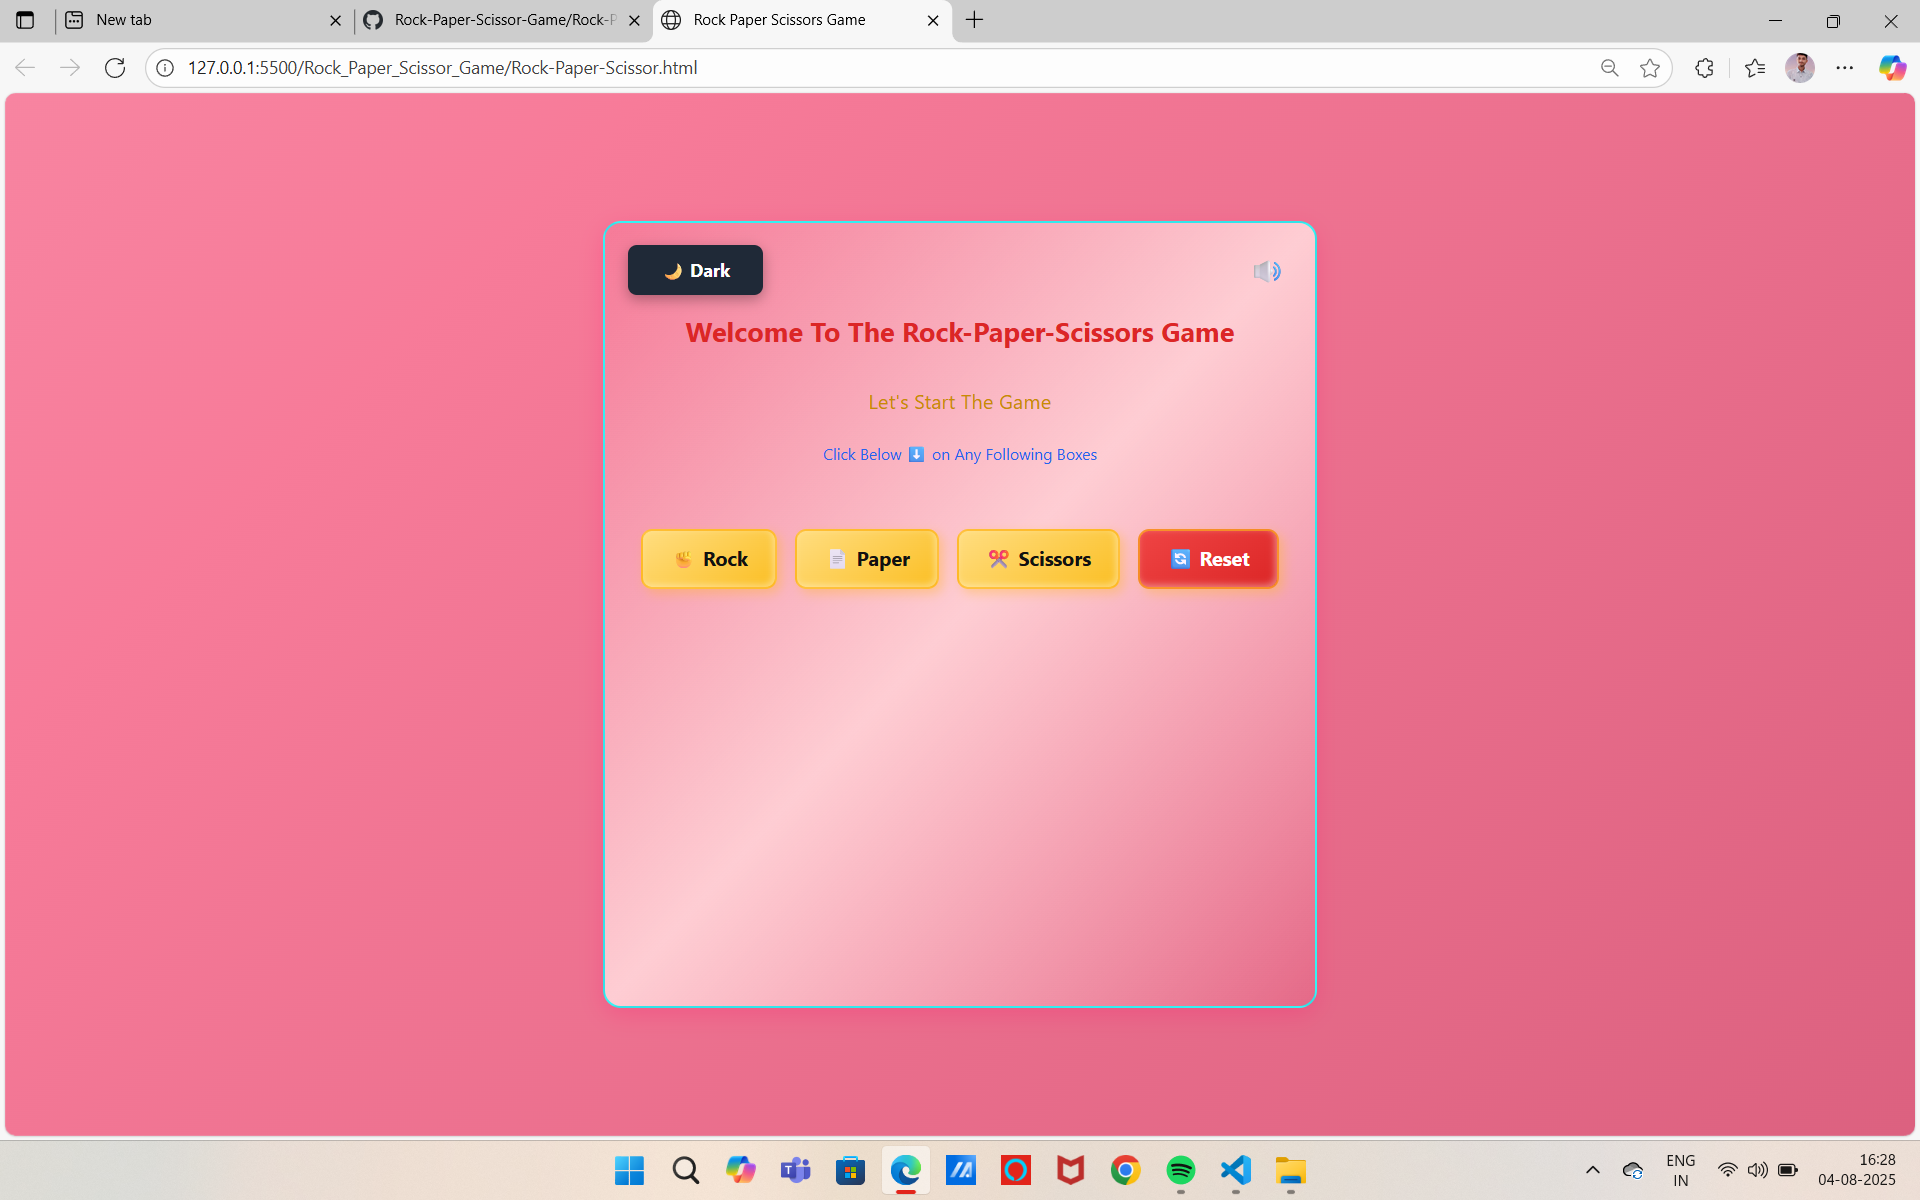 New tab
Rock-Paper-Scissor-Game/Rock-P
Rock Paper Scissors Game
127.0.0.1:5500/Rock_Paper_Scissor_Game/Rock-Paper-Scissor.html
🌙 Dark
Welcome To The Rock-Paper-Scissors Game
Let's Start The Game
Click Below ⬇️ on Any Following Boxes
✊ Rock
📄 Paper
✂️ Scissors
🔄 Reset
ENG
IN
16:28
04-08-2025